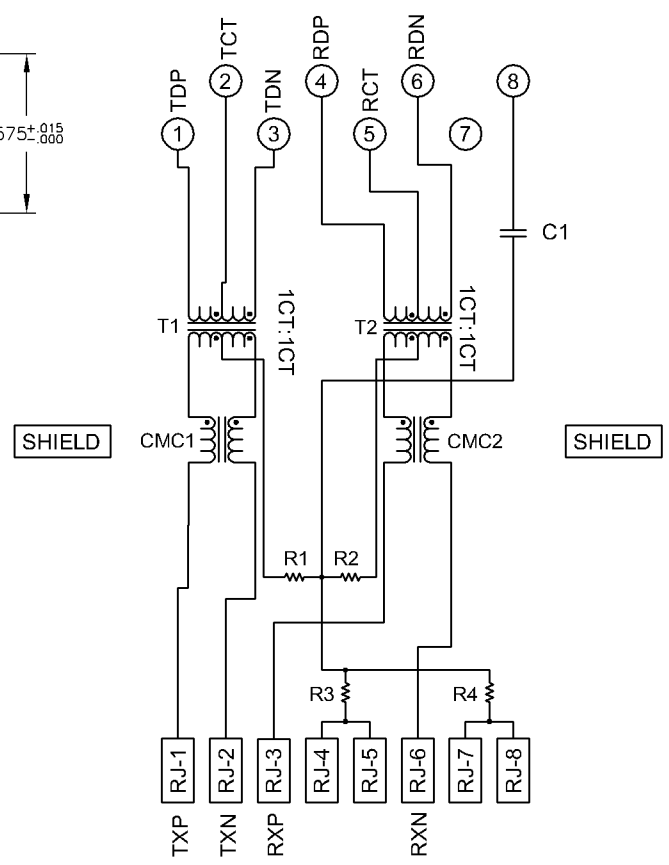 TCT
RDP
RDN
TDP
TDN
RCT
2
4
6
8
1
3
5
7
675±.015
.000
C1
T1
1CT:1CT
T2
1CT:1CT
SHIELD
CMC1
CMC2
SHIELD
R1
R2
R3
R4
RJ-1
RJ-2
RJ-3
RJ-4
RJ-5
RJ-6
RJ-7
RJ-8
TXP
TXN
RXP
RXN